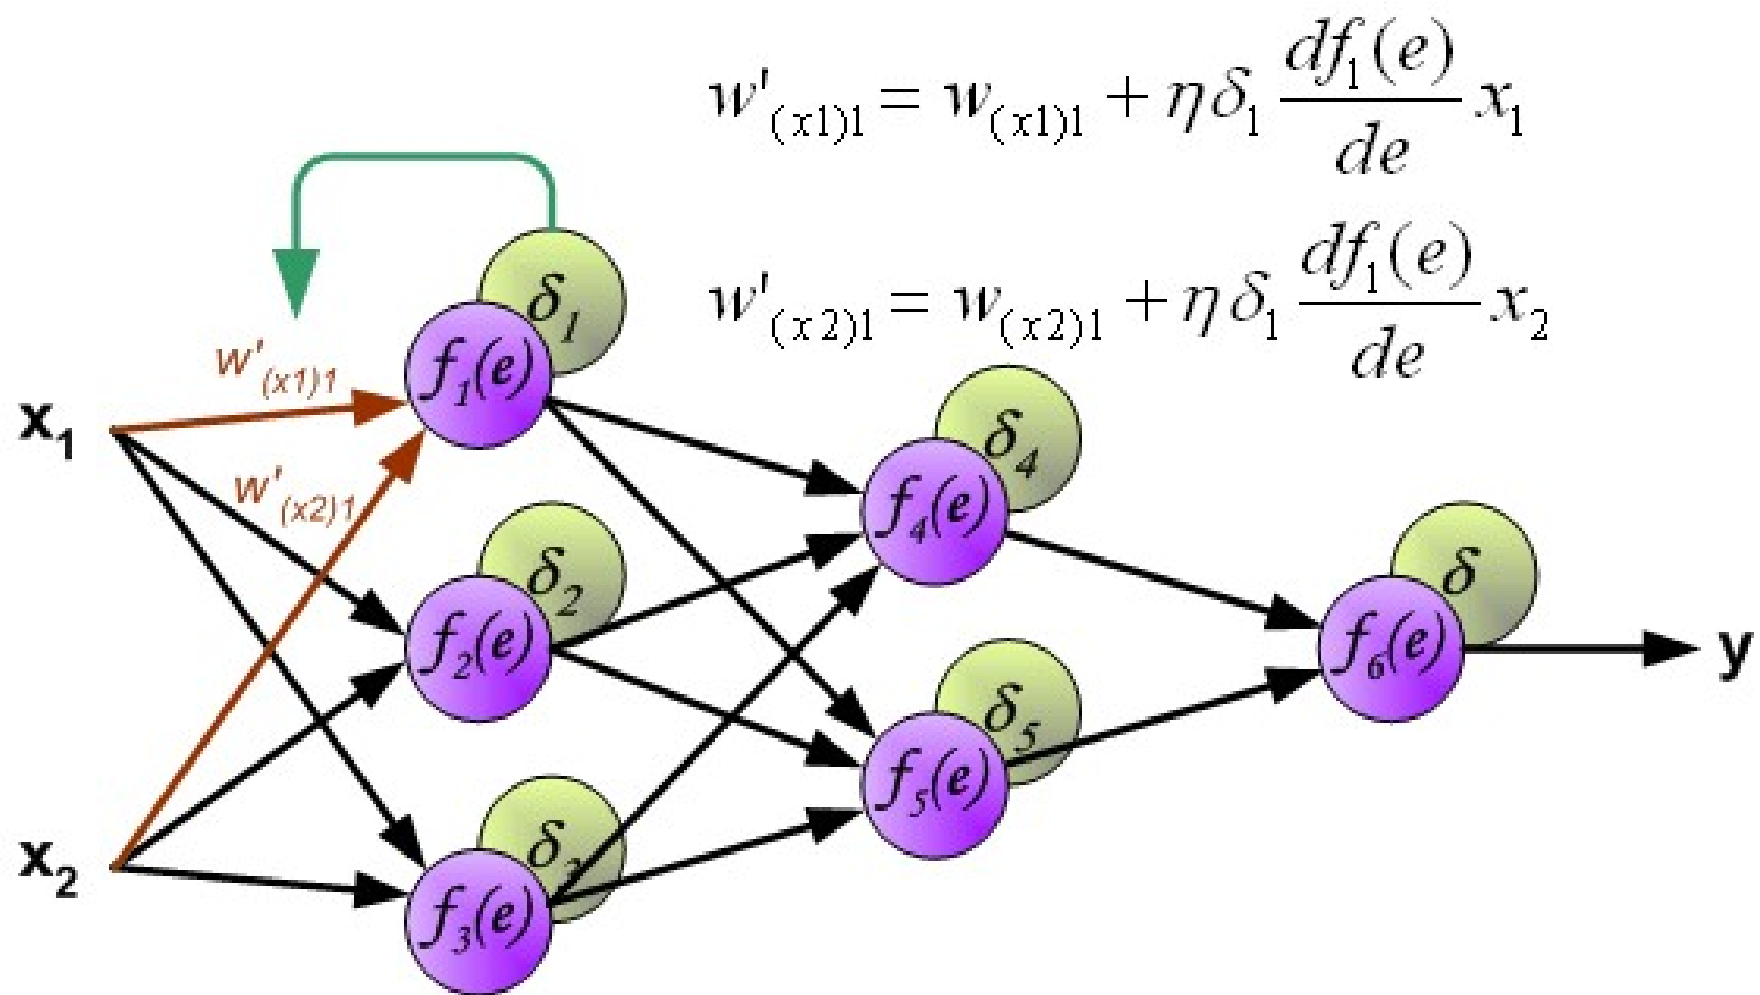 w'(x1)1 = w(x1)1 + ηδ1 df1(e)/de x1
w'(x2)1 = w(x2)1 + ηδ1 df1(e)/de x2
δ1
f1(e)
w'(x1)1
x1
w'(x2)1
δ4
f4(e)
δ2
f2(e)
δ
f6(e)
y
δ5
f5(e)
x2
δ3
f3(e)